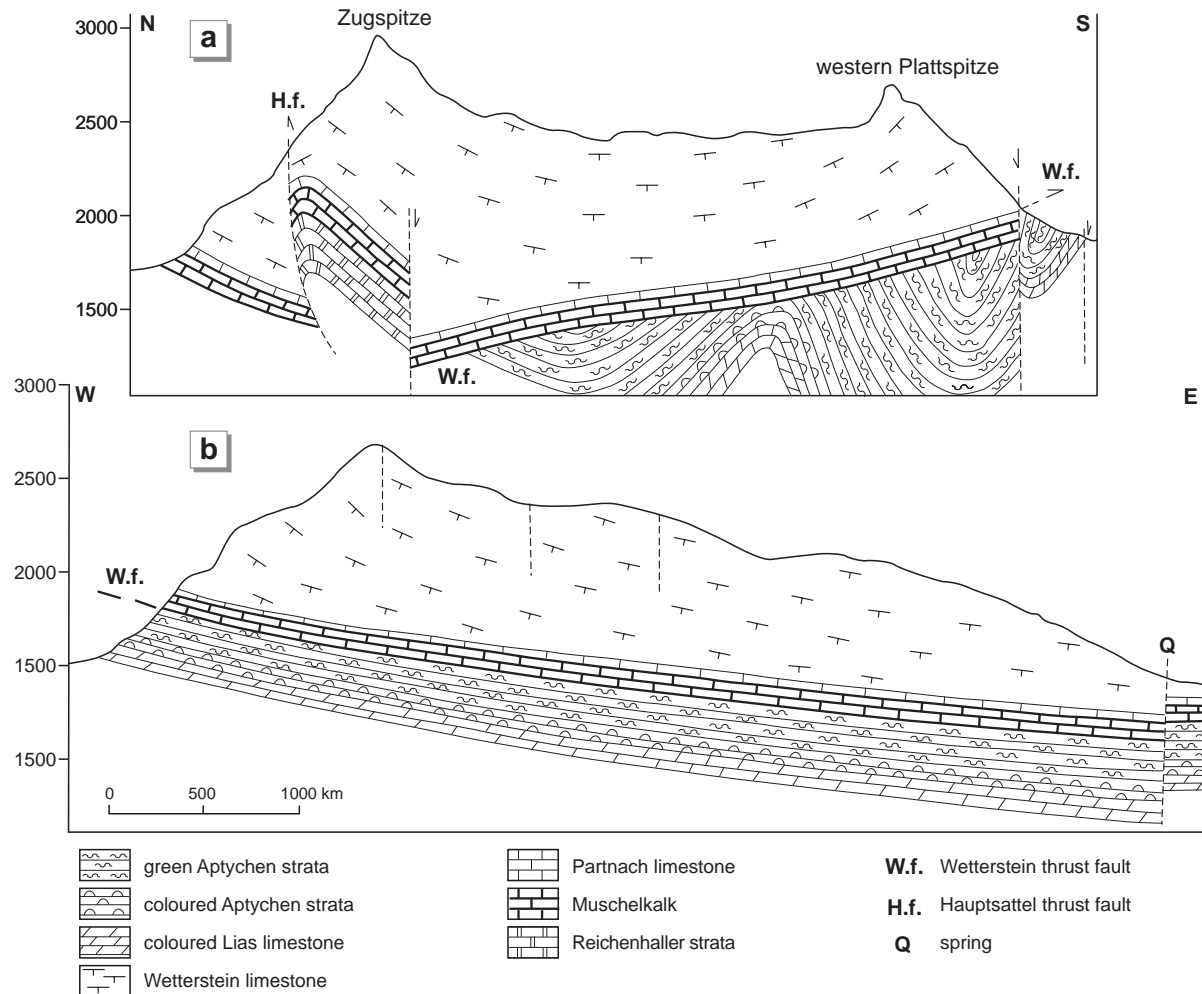 Zugspitze
3000
N
a
S
western Plattspitze
H.f.
2500
W.f.
2000
1500
W.f.
3000
W
E
b
2500
2000
W.f.
Q
1500
1500
0 500 1000 km
green Aptychen strata
coloured Aptychen strata
coloured Lias limestone
Wetterstein limestone
Partnach limestone
Muschelkalk
Reichenhaller strata
W.f. Wetterstein thrust fault
H.f. Hauptsattel thrust fault
Q spring